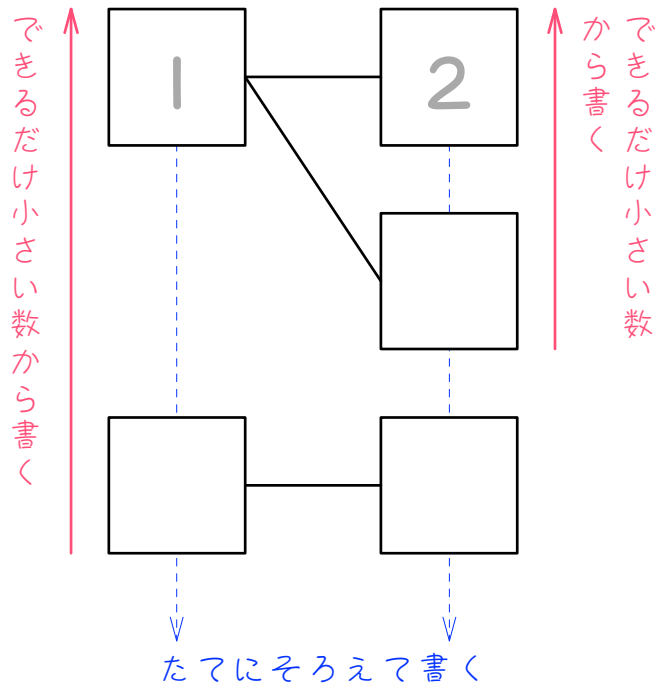 できるだけ小さい数から書く
1
2
できるだけ小さい数
から書く
たてにそろえて書く